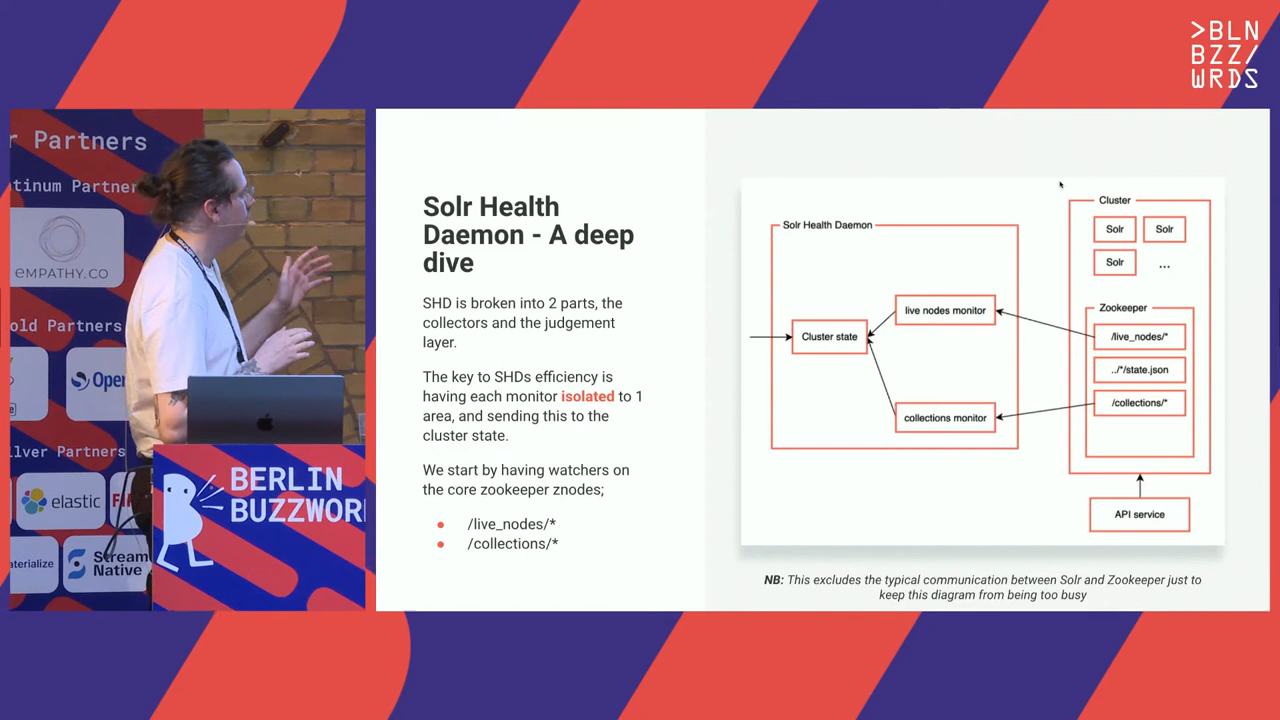 >BLN
BZZ/
WRDS
r Partners
tinum Partner
eMPATHY.CO
old Partners
Open
ilver Partners
elastic
FI
aterialize
Stream
Native
BERLIN
BUZZWOR
Solr Health
Daemon - A deep
dive
SHD is broken into 2 parts, the
collectors and the judgement
layer.
The key to SHDs efficiency is
having each monitor isolated to 1
area, and sending this to the
cluster state.
We start by having watchers on
the core zookeeper znodes;
● /live_nodes/*
● /collections/*
Solr Health Daemon
Cluster state
live nodes monitor
collections monitor
Cluster
Solr
Solr
Solr
...
Zookeeper
/live_nodes/*
../*/state.json
/collections/*
API service
NB: This excludes the typical communication between Solr and Zookeeper just to
keep this diagram from being too busy